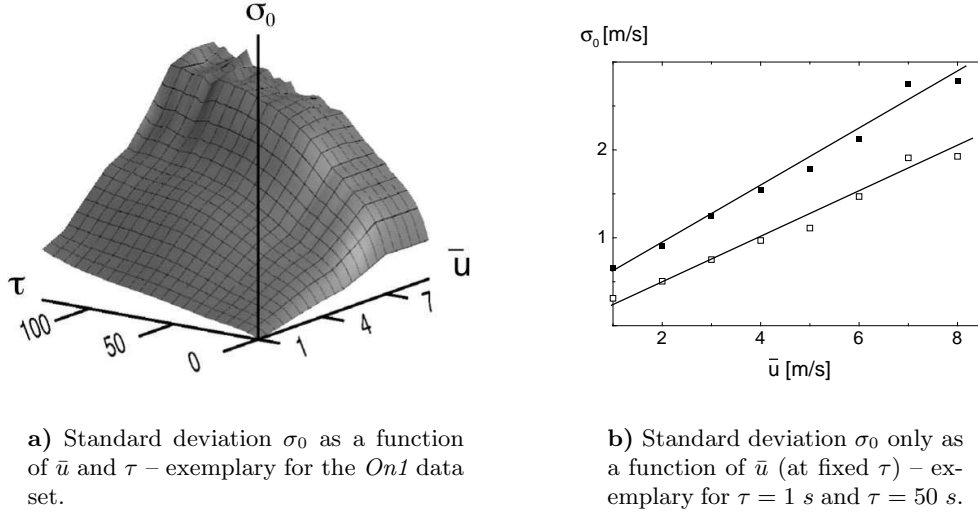 σ₀
τ
100
50
0
1
4
7
ū
σ₀ [m/s]
2
1
2
4
6
8
ū [m/s]
a) Standard deviation σ₀ as a function
of ū and τ – exemplary for the On1 data
set.
b) Standard deviation σ₀ only as
a function of ū (at fixed τ) – ex-
emplary for τ = 1 s and τ = 50 s.